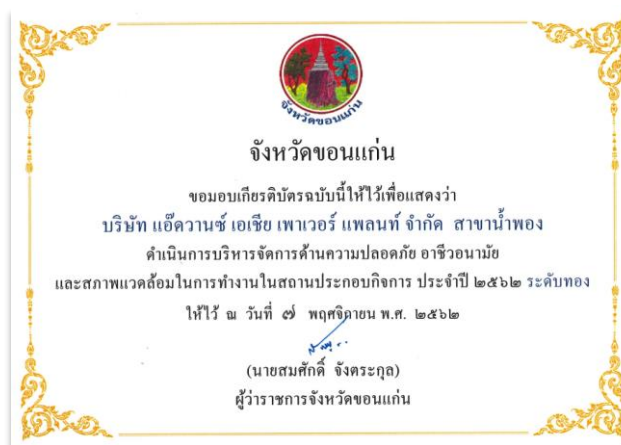 จังหวัดขอนแก่น
จังหวัดขอนแก่น
ขอมอบเกียรติบัตรฉบับนี้ให้ไว้เพื่อแสดงว่า
บริษัท แอ๊ดวานซ์ เอเชีย เพาเวอร์ แพลนท์ จำกัด สาขาน้ำพอง
ดำเนินการบริหารจัดการด้านความปลอดภัย อาชีวอนามัย
และสภาพแวดล้อมในการทำงานในสถานประกอบกิจการ ประจำปี ๒๕๖๒ ระดับทอง
ให้ไว้ ณ วันที่ ๗ พฤศจิกายน พ.ศ. ๒๕๖๒
(นายสมศักดิ์ จังตระกุล)
ผู้ว่าราชการจังหวัดขอนแก่น